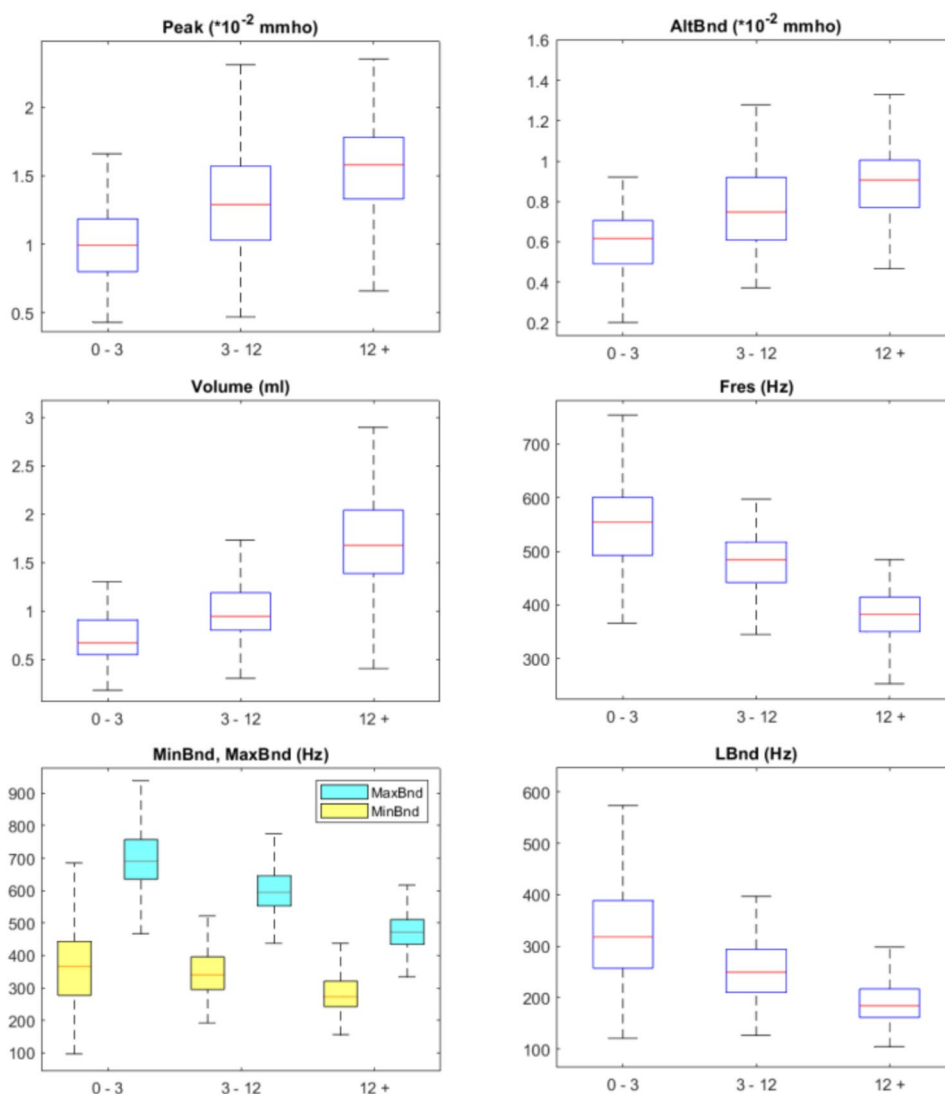 Peak (*10^-2 mmho)
2
1.5
1
0.5
0 - 3 3 - 12 12 +
AltBnd (*10^-2 mmho)
1.6
1.4
1.2
1
0.8
0.6
0.4
0.2
0 - 3 3 - 12 12 +
Volume (ml)
3
2.5
2
1.5
1
0.5
0 - 3 3 - 12 12 +
Fres (Hz)
700
600
500
400
300
0 - 3 3 - 12 12 +
MinBnd, MaxBnd (Hz)
900
800
700
600
500
400
300
200
100
MaxBnd
MinBnd
0 - 3 3 - 12 12 +
LBnd (Hz)
600
500
400
300
200
100
0 - 3 3 - 12 12 +